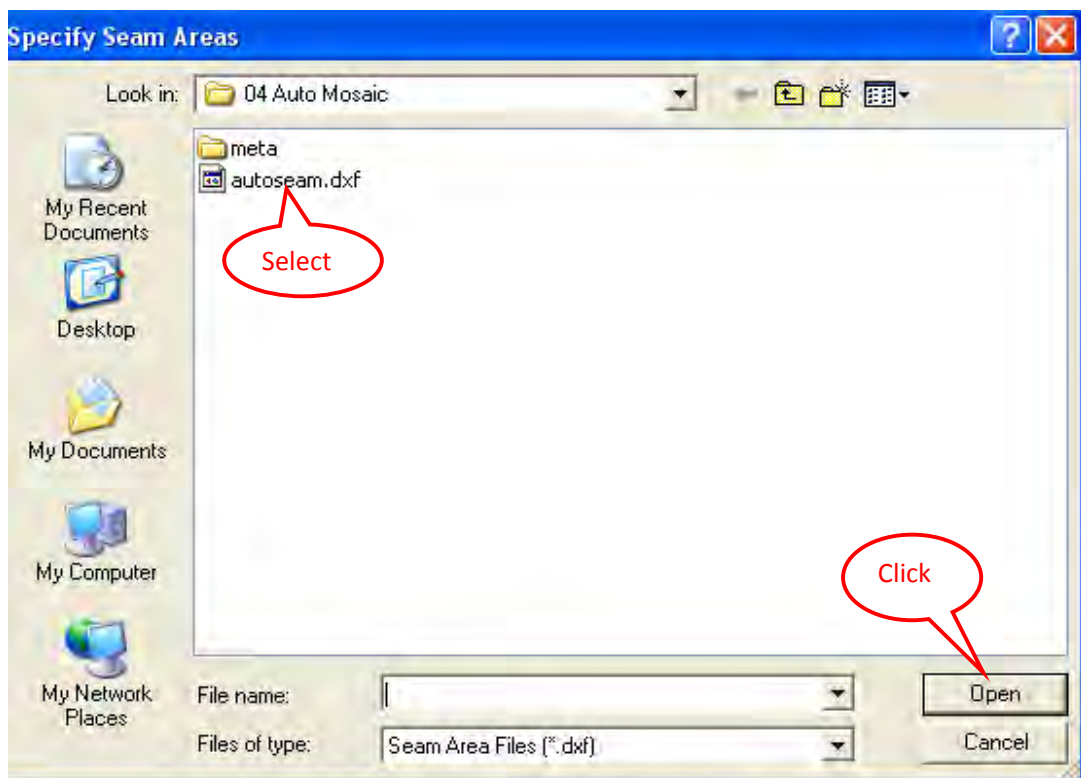 Specify Seam Areas
Look in: 04 Auto Mosaic
meta
autoseam.dxf
Select
My Recent
Documents
Desktop
My Documents
My Computer
My Network
Places
Click
File name:
Open
Files of type: Seam Area Files (*.dxf)
Cancel